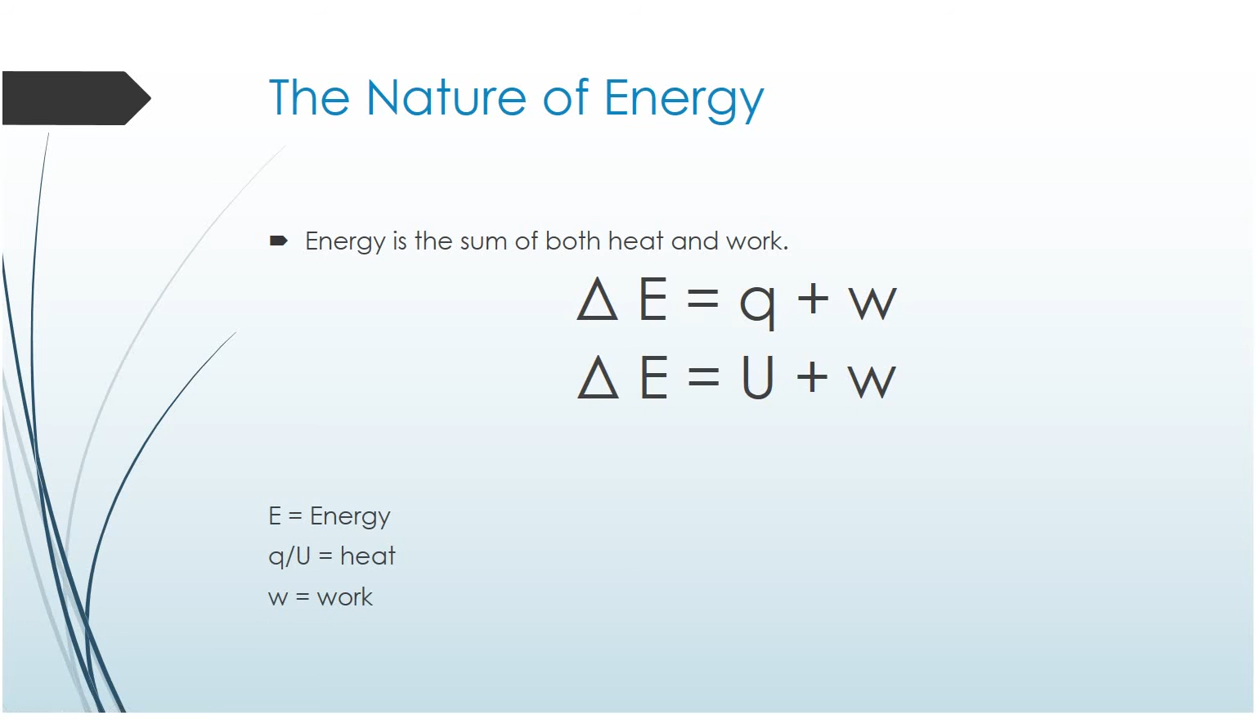 The Nature of Energy
Energy is the sum of both heat and work.
Δ E = q + w
Δ E = U + w
E = Energy
q/U = heat
w = work